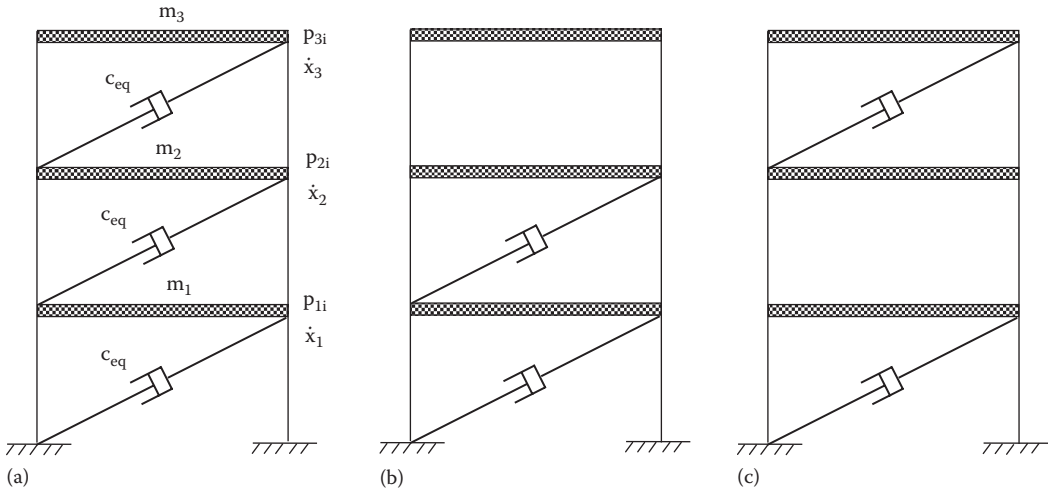 m₃
p₃ᵢ
ẋ₃
c_eq
m₂
p₂ᵢ
ẋ₂
c_eq
m₁
p₁ᵢ
ẋ₁
c_eq
(a)
(b)
(c)